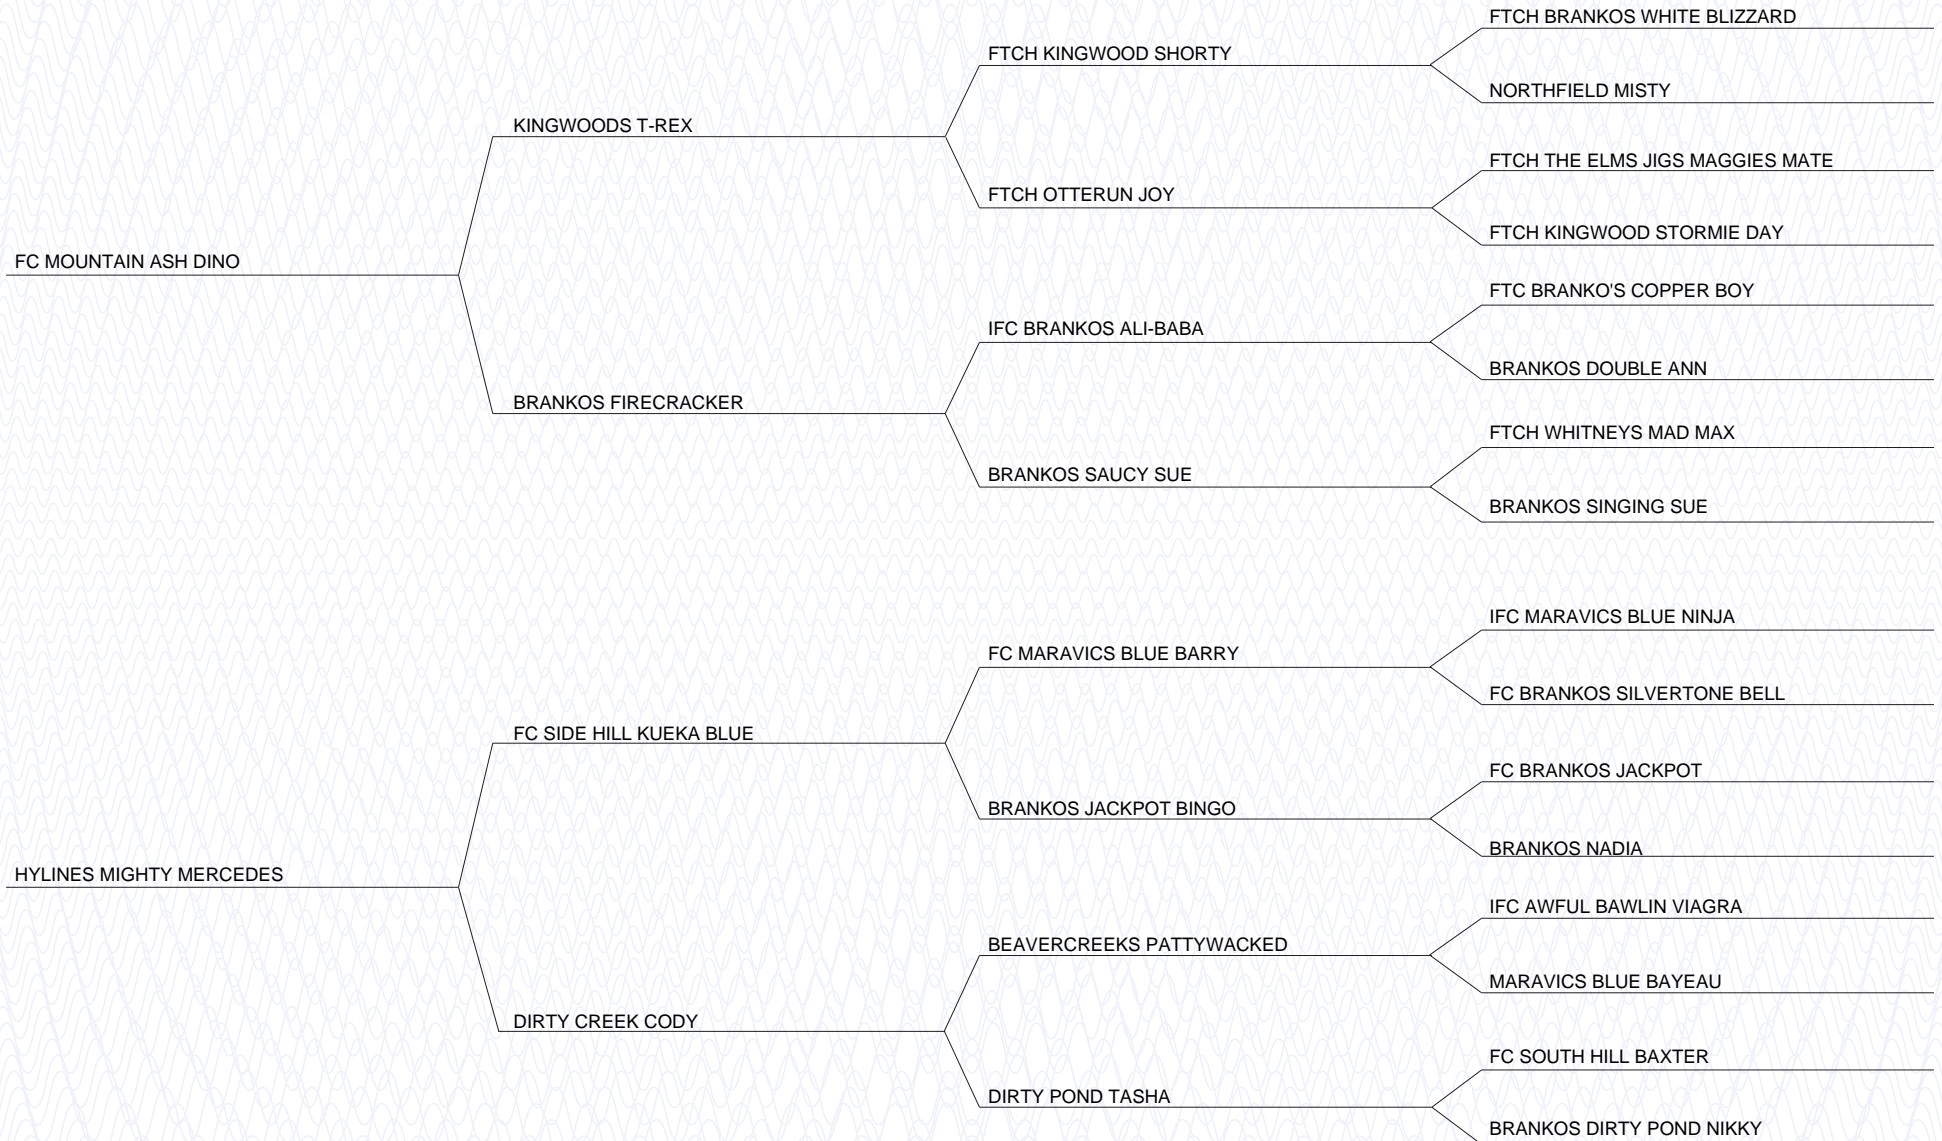 FTCH BRANKOS WHITE BLIZZARD
FTCH KINGWOOD SHORTY
NORTHFIELD MISTY
KINGWOODS T-REX
FTCH THE ELMS JIGS MAGGIES MATE
FTCH OTTERUN JOY
FTCH KINGWOOD STORMIE DAY
FC MOUNTAIN ASH DINO
FTC BRANKO'S COPPER BOY
IFC BRANKOS ALI-BABA
BRANKOS DOUBLE ANN
BRANKOS FIRECRACKER
FTCH WHITNEYS MAD MAX
BRANKOS SAUCY SUE
BRANKOS SINGING SUE
IFC MARAVICS BLUE NINJA
FC MARAVICS BLUE BARRY
FC BRANKOS SILVERTONE BELL
FC SIDE HILL KUEKA BLUE
FC BRANKOS JACKPOT
BRANKOS JACKPOT BINGO
BRANKOS NADIA
HYLINES MIGHTY MERCEDES
IFC AWFUL BAWLIN VIAGRA
BEAVERCREEKS PATTYWACKED
MARAVICS BLUE BAYEAU
DIRTY CREEK CODY
FC SOUTH HILL BAXTER
DIRTY POND TASHA
BRANKOS DIRTY POND NIKKY